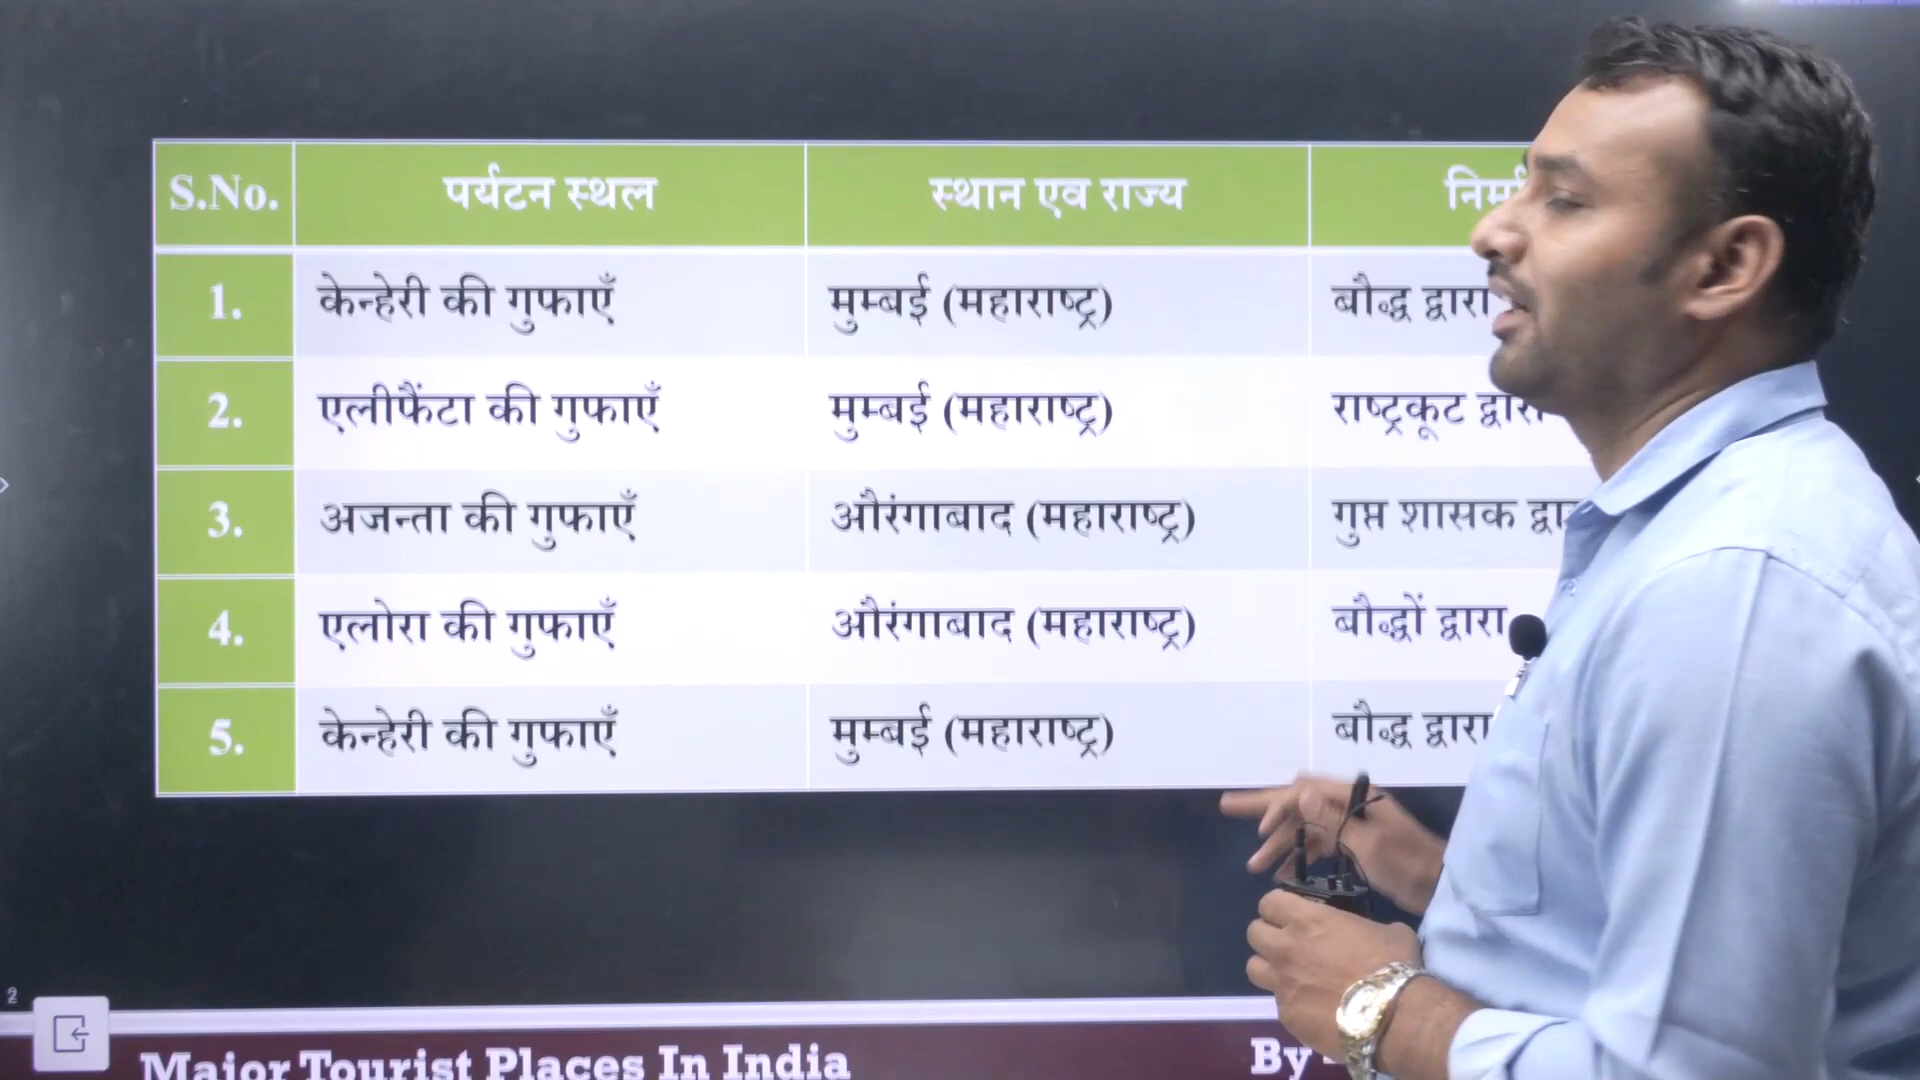 S.No. पर्यटन स्थल स्थान एव राज्य
1. केन्हेरी की गुफाएँ मुम्बई (महाराष्ट्र) बौद्ध द्वारा
2. एलीफैंटा की गुफाएँ मुम्बई (महाराष्ट्र) राष्ट्रकूट द्वारा
3. अजन्ता की गुफाएँ औरंगाबाद (महाराष्ट्र) गुप्त शासक
4. एलोरा की गुफाएँ औरंगाबाद (महाराष्ट्र) बौद्धों द्वारा
5. केन्हेरी की गुफाएँ मुम्बई (महाराष्ट्र) बौद्ध द्वारा
2
Major Tourist Places In India By -